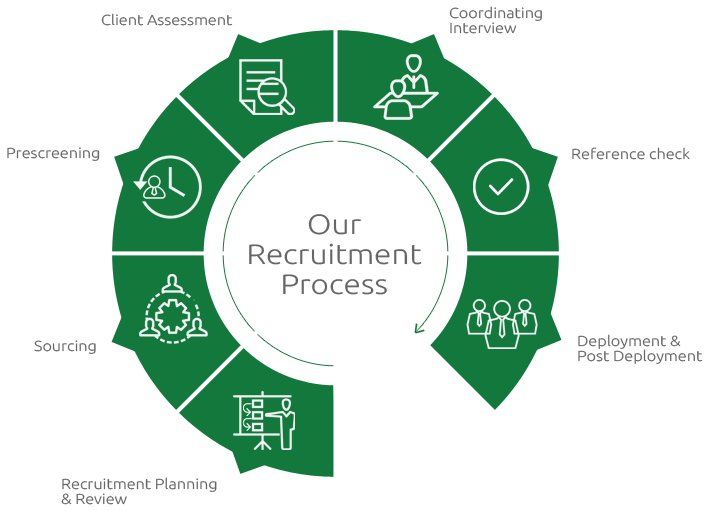 Client Assessment
Coordinating
Interview
Prescreening
Reference check
Our
Recruitment
Process
Sourcing
Deployment &
Post Deployment
Recruitment Planning
& Review